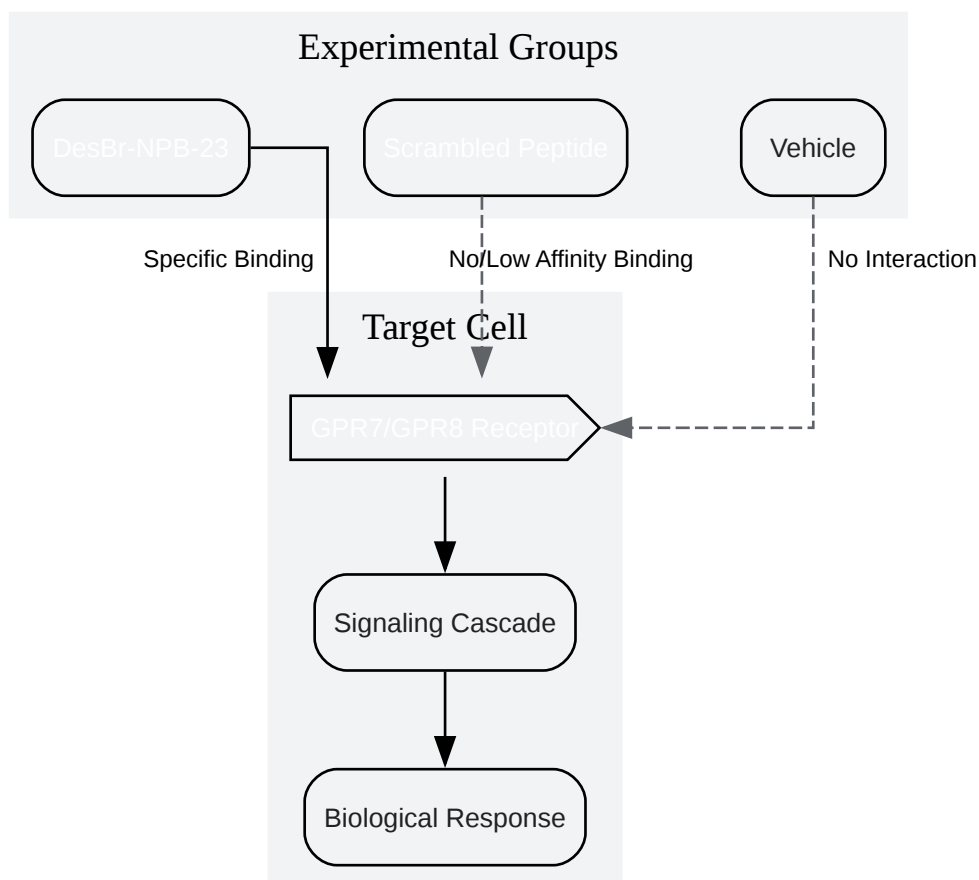 Experimental Groups
DesBr-NPB-23
Scrambled Peptide
Vehicle
Specific Binding
No/Low Affinity Binding
No Interaction
Target Cell
GPR7/GPR8 Receptor
Signaling Cascade
Biological Response